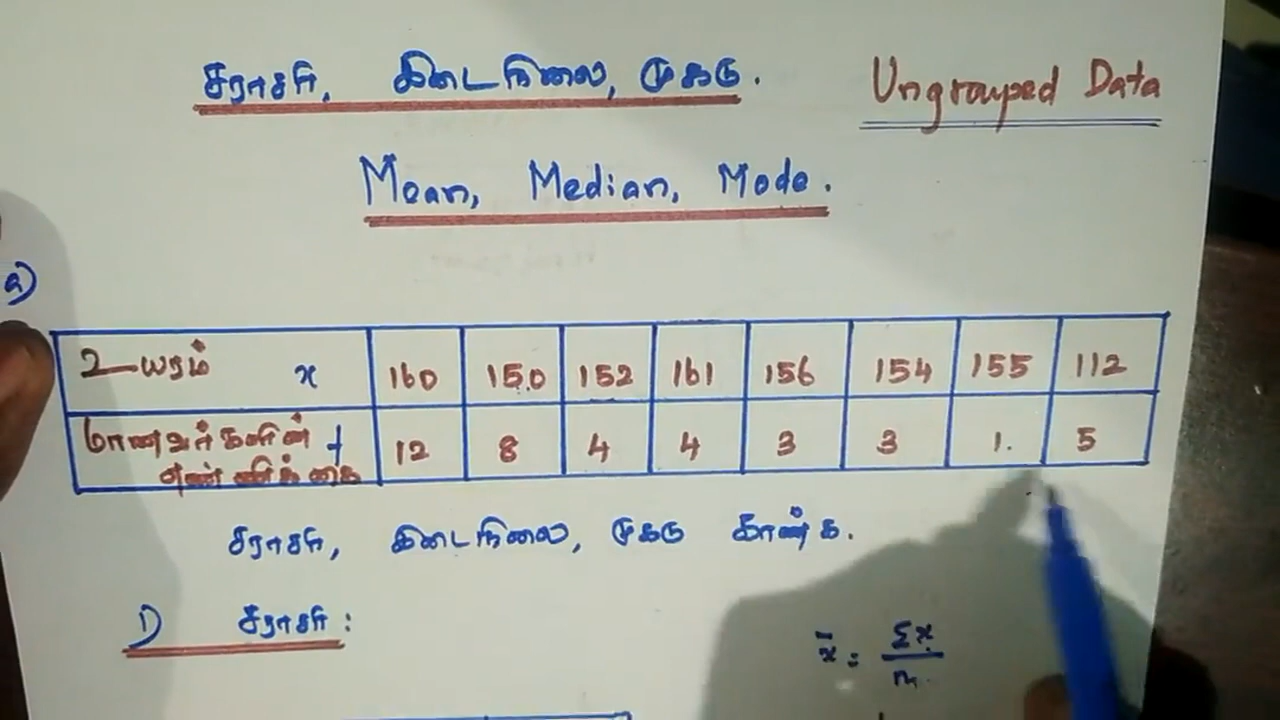 சராசரி, இடைநிலை, முகடு.
Ungrouped Data
Mean, Median, Mode.
a)
உயரம் x 160 150 152 161 156 154 155 112
மாணவர்களின் f 12 8 4 4 3 3 1. 5
எண்ணிக்கை
சராசரி, இடைநிலை, முகடு காண்க.
1) சராசரி:
x̄ = Σx
n